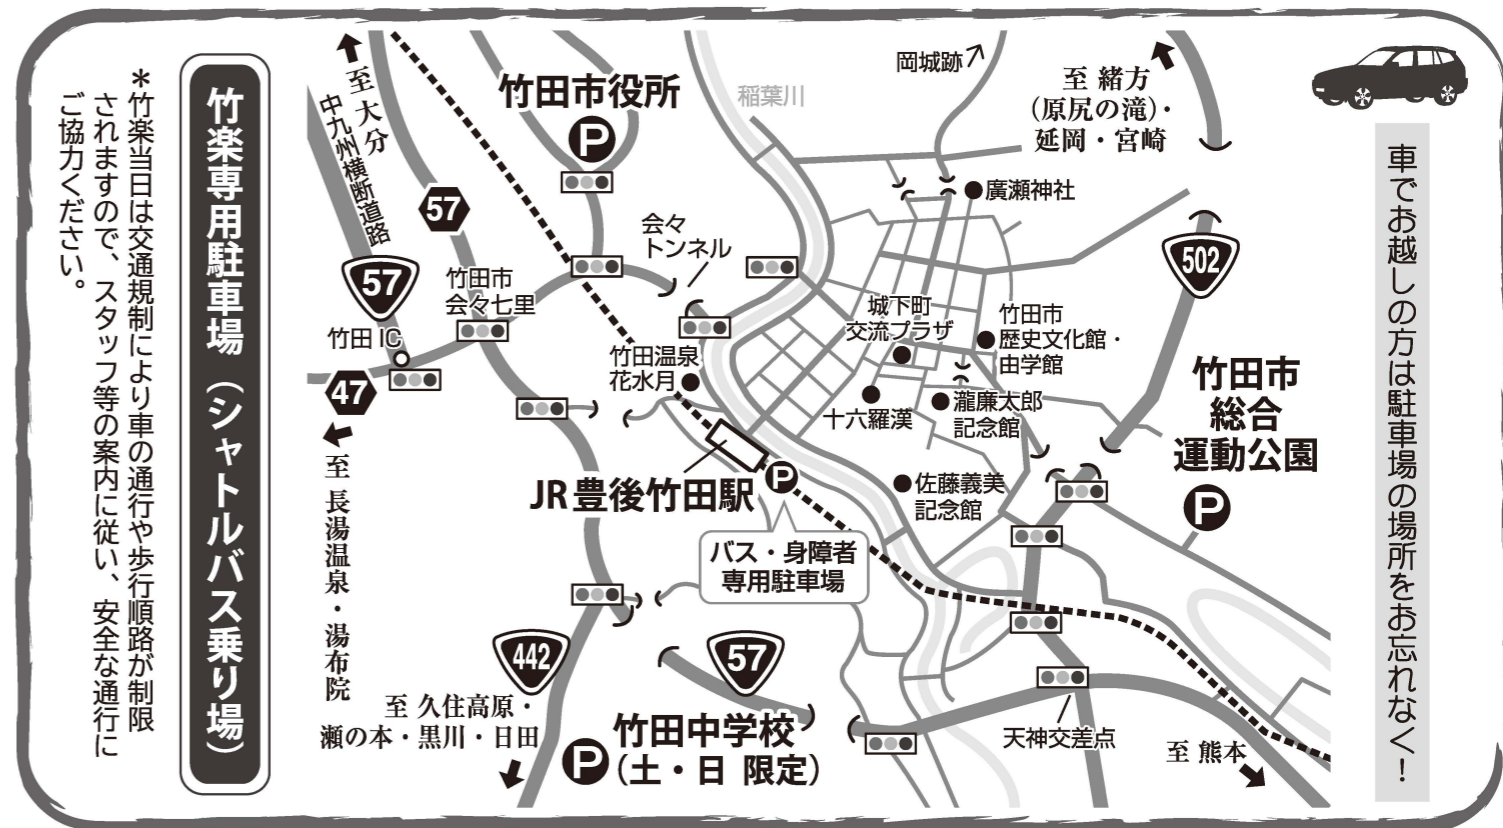 車でお越しの方は駐車場の場所をお忘れなく！
竹楽専用駐車場（シャトルバス乗り場）
＊竹楽当日は交通規制により車の通行や歩行順路が制限
されますので、スタッフ等の案内に従い、安全な通行に
ご協力ください。
至 大分
中九州横断道路
57
竹田市役所
P
稲葉川
岡城跡
至 緒方
（原尻の滝）・
延岡・宮崎
廣瀬神社
57
会々
トンネル
502
竹田市
会々七里
竹田 IC
47
至 長湯温泉・湯布院
竹田温泉
花水月
城下町
交流プラザ
竹田市
歴史文化館・
由学館
十六羅漢
瀧廉太郎
記念館
竹田市
総合
運動公園
P
JR豊後竹田駅
P
佐藤義美
記念館
バス・身障者
専用駐車場
442
57
至 久住高原・
瀬の本・黒川・日田
P
竹田中学校
（土・日 限定）
天神交差点
至 熊本